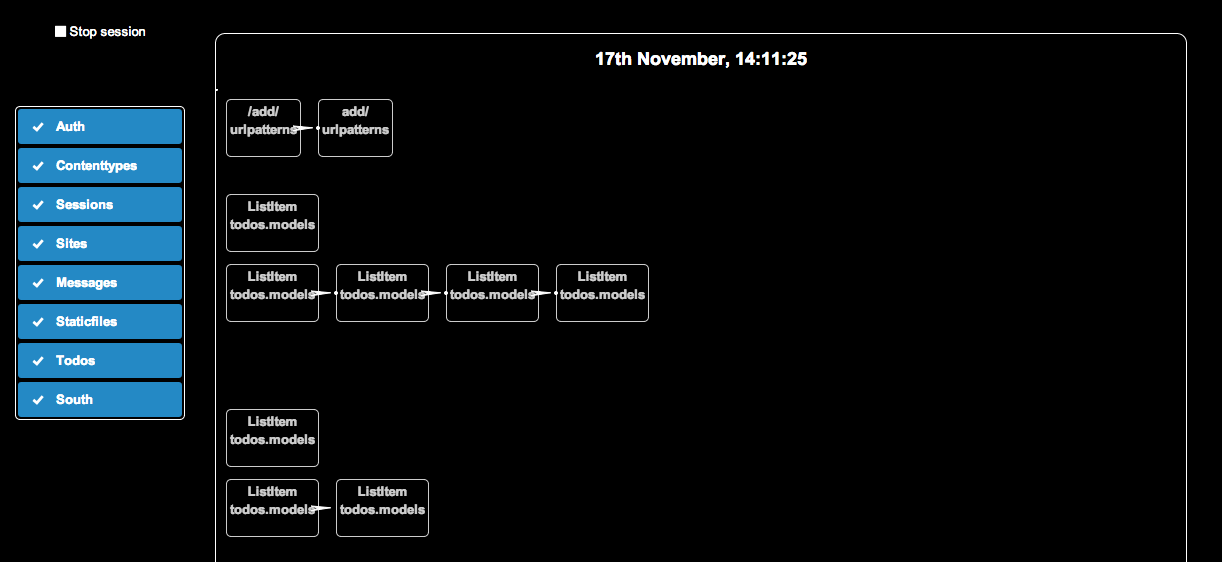 Stop session
17th November, 14:11:25
Auth
Contenttypes
Sessions
Sites
Messages
Staticfiles
Todos
South
/add/
urlpatterns
add/
urlpatterns
ListItem
todos.models
ListItem
todos.models
ListItem
todos.models
ListItem
todos.models
ListItem
todos.models
ListItem
todos.models
ListItem
todos.models
ListItem
todos.models